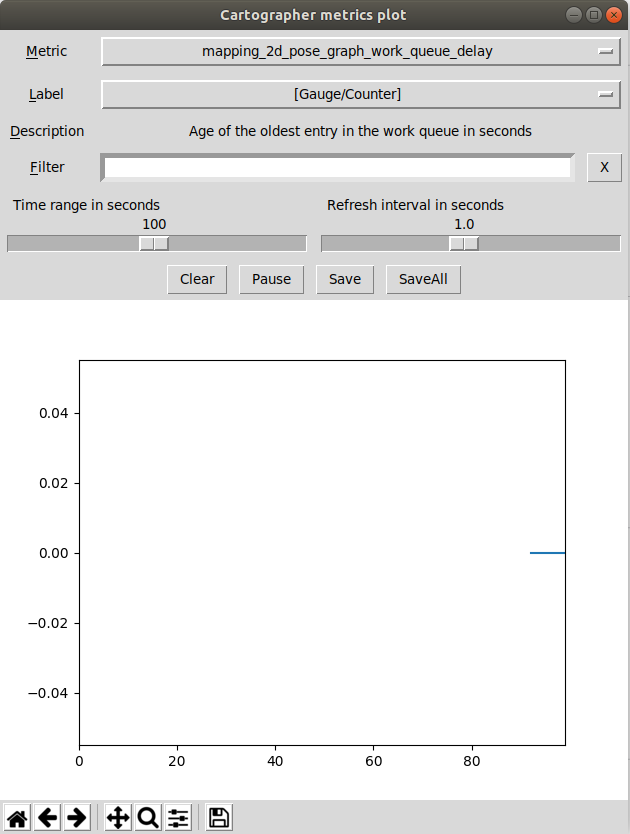 Cartographer metrics plot
Metric mapping_2d_pose_graph_work_queue_delay
Label [Gauge/Counter]
Description Age of the oldest entry in the work queue in seconds
Filter X
Time range in seconds Refresh interval in seconds
100 1.0
Clear Pause Save SaveAll
0.04
0.02
0.00
−0.02
−0.04
0 20 40 60 80